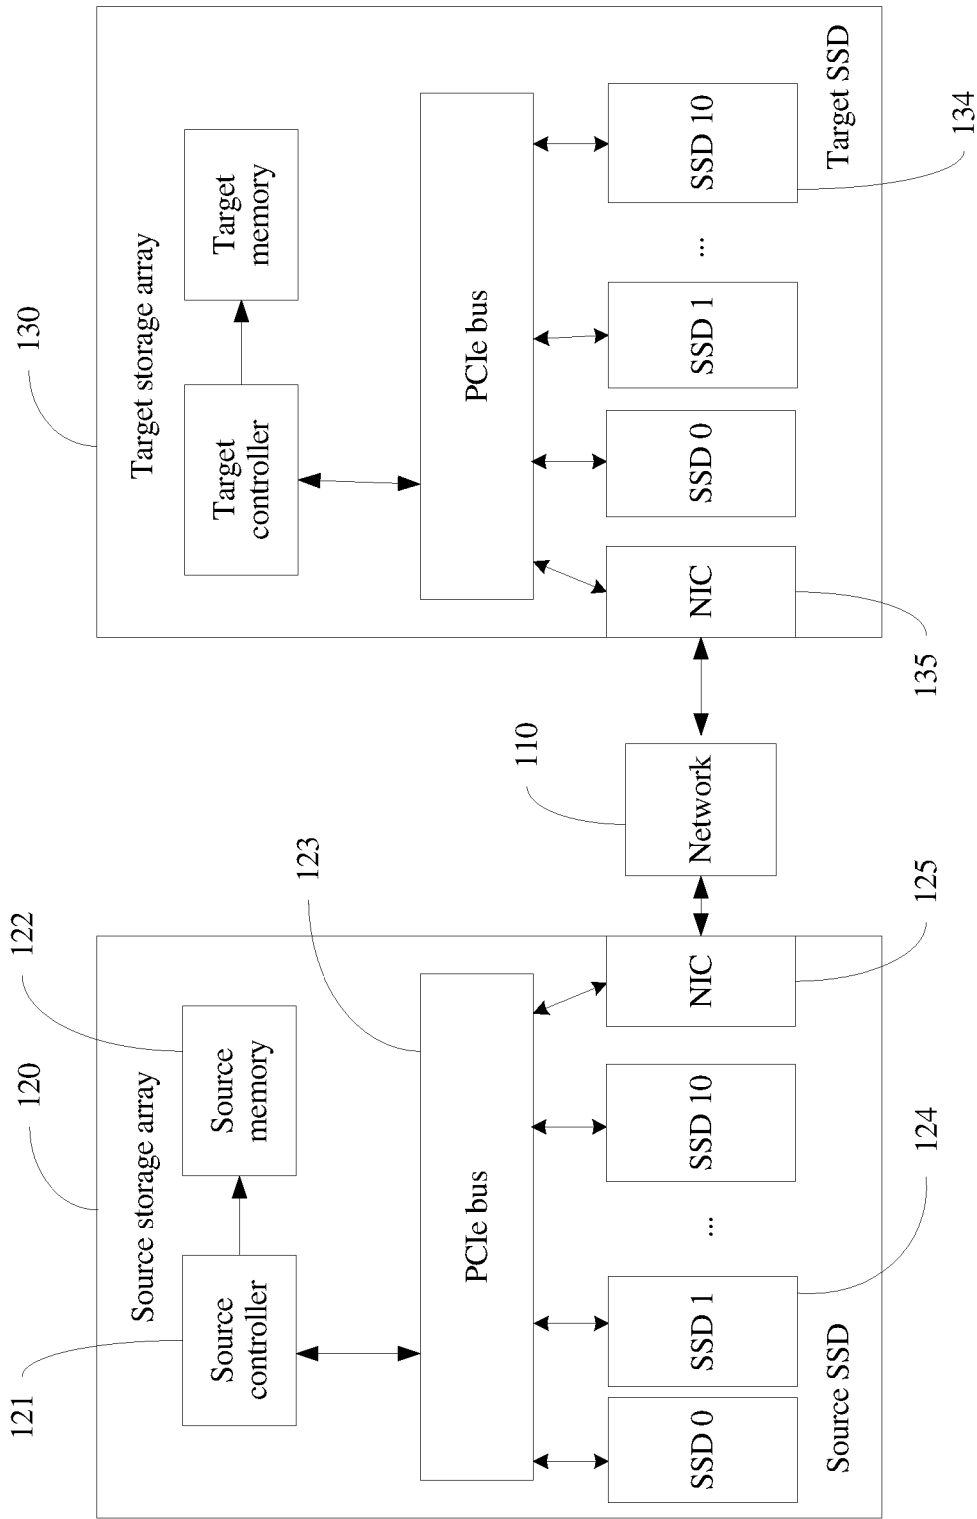 120
122
121
123
Source storage array
Source
controller
Source
memory
PCIe bus
SSD 0
SSD 1
...
SSD 10
NIC
Source SSD
124
125
110
Network
130
Target storage array
Target
controller
Target
memory
PCIe bus
NIC
SSD 0
SSD 1
...
SSD 10
Target SSD
135
134